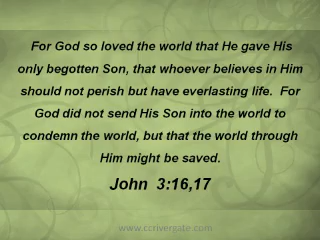 For God so loved the world that He gave His
only begotten Son, that whoever believes in Him
should not perish but have everlasting life.  For
God did not send His Son into the world to
condemn the world, but that the world through
Him might be saved.
John  3:16,17
www.ccrivergate.com